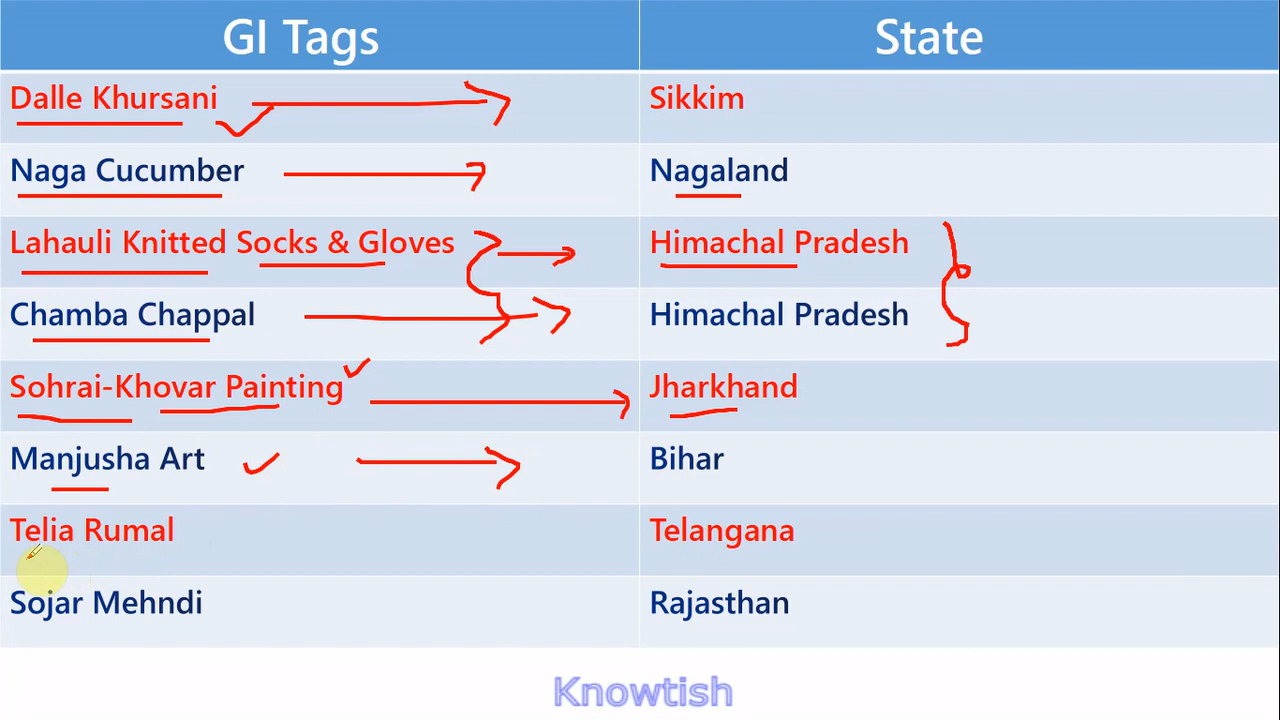 GI Tags State
Dalle Khursani Sikkim
Naga Cucumber Nagaland
Lahauli Knitted Socks & Gloves Himachal Pradesh
Chamba Chappal Himachal Pradesh
Sohrai-Khovar Painting Jharkhand
Manjusha Art Bihar
Telia Rumal Telangana
Sojar Mehndi Rajasthan
Knowtish